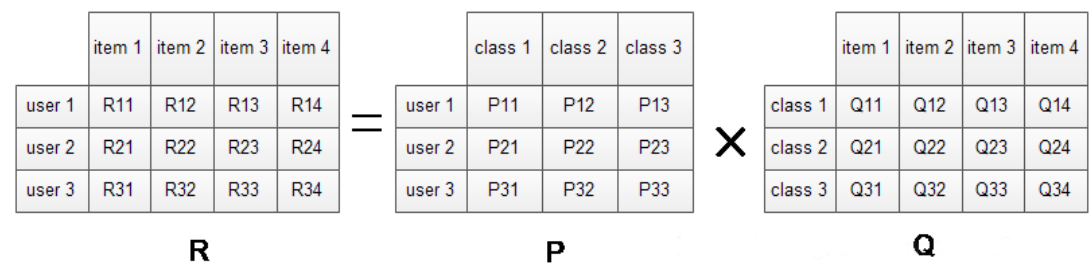 item 1 item 2 item 3 item 4
user 1 R11 R12 R13 R14
user 2 R21 R22 R23 R24
user 3 R31 R32 R33 R34
R
=
class 1 class 2 class 3
user 1 P11 P12 P13
user 2 P21 P22 P23
user 3 P31 P32 P33
P
×
item 1 item 2 item 3 item 4
class 1 Q11 Q12 Q13 Q14
class 2 Q21 Q22 Q23 Q24
class 3 Q31 Q32 Q33 Q34
Q